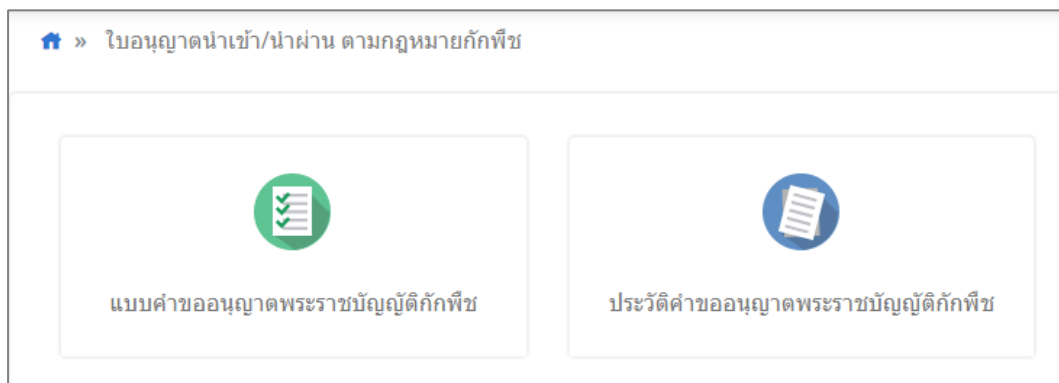 » ใบอนุญาตนำเข้า/นำผ่าน ตามกฎหมายกักพืช
แบบคำขออนุญาตพระราชบัญญัติกักพืช
ประวัติคำขออนุญาตพระราชบัญญัติกักพืช